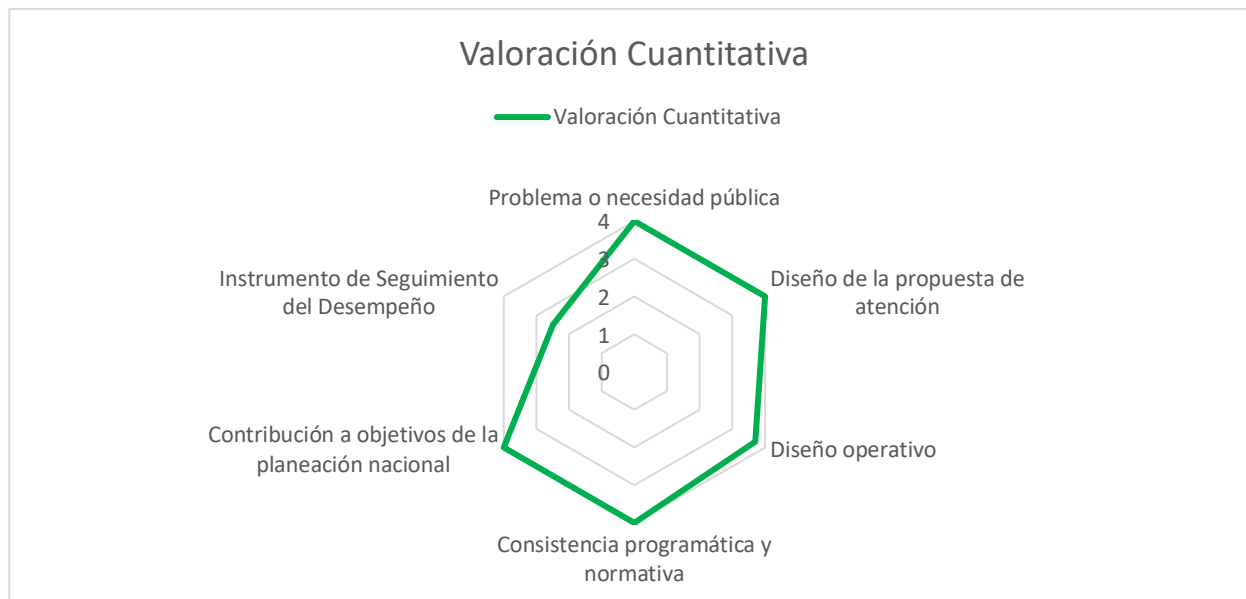 Valoración Cuantitativa
Valoración Cuantitativa
Problema o necesidad pública
4
3
2
1
0
Diseño de la propuesta de
atención
Diseño operativo
Consistencia programática y
normativa
Contribución a objetivos de la
planeación nacional
Instrumento de Seguimiento
del Desempeño